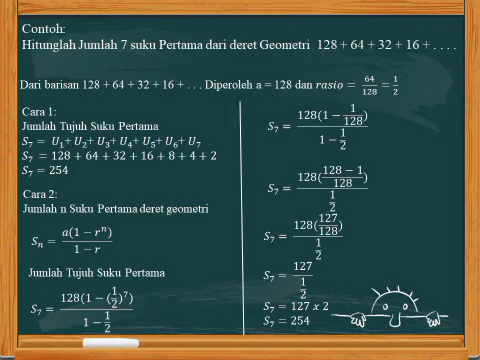 Contoh:
Hitunglah Jumlah 7 suku Pertama dari deret Geometri 128 + 64 + 32 + 16 + . . . .
Dari barisan 128 + 64 + 32 + 16 + . . . Diperoleh a = 128 dan rasio = 64/128 = 1/2
Cara 1:
Jumlah Tujuh Suku Pertama
S₇ = U₁ + U₂ + U₃ + U₄ + U₅ + U₆ + U₇
S₇ = 128 + 64 + 32 + 16 + 8 + 4 + 2
S₇ = 254
Cara 2:
Jumlah n Suku Pertama deret geometri
Sₙ = a(1 − rⁿ)/1 − r
Jumlah Tujuh Suku Pertama
S₇ = 128(1 − (1/2)⁷)/1 − 1/2
S₇ = 128(1 − 1/128)/1 − 1/2
S₇ = 128(128 − 1/128)/1/2
S₇ = 128(127/128)/1/2
S₇ = 127/1/2
S₇ = 127 x 2
S₇ = 254